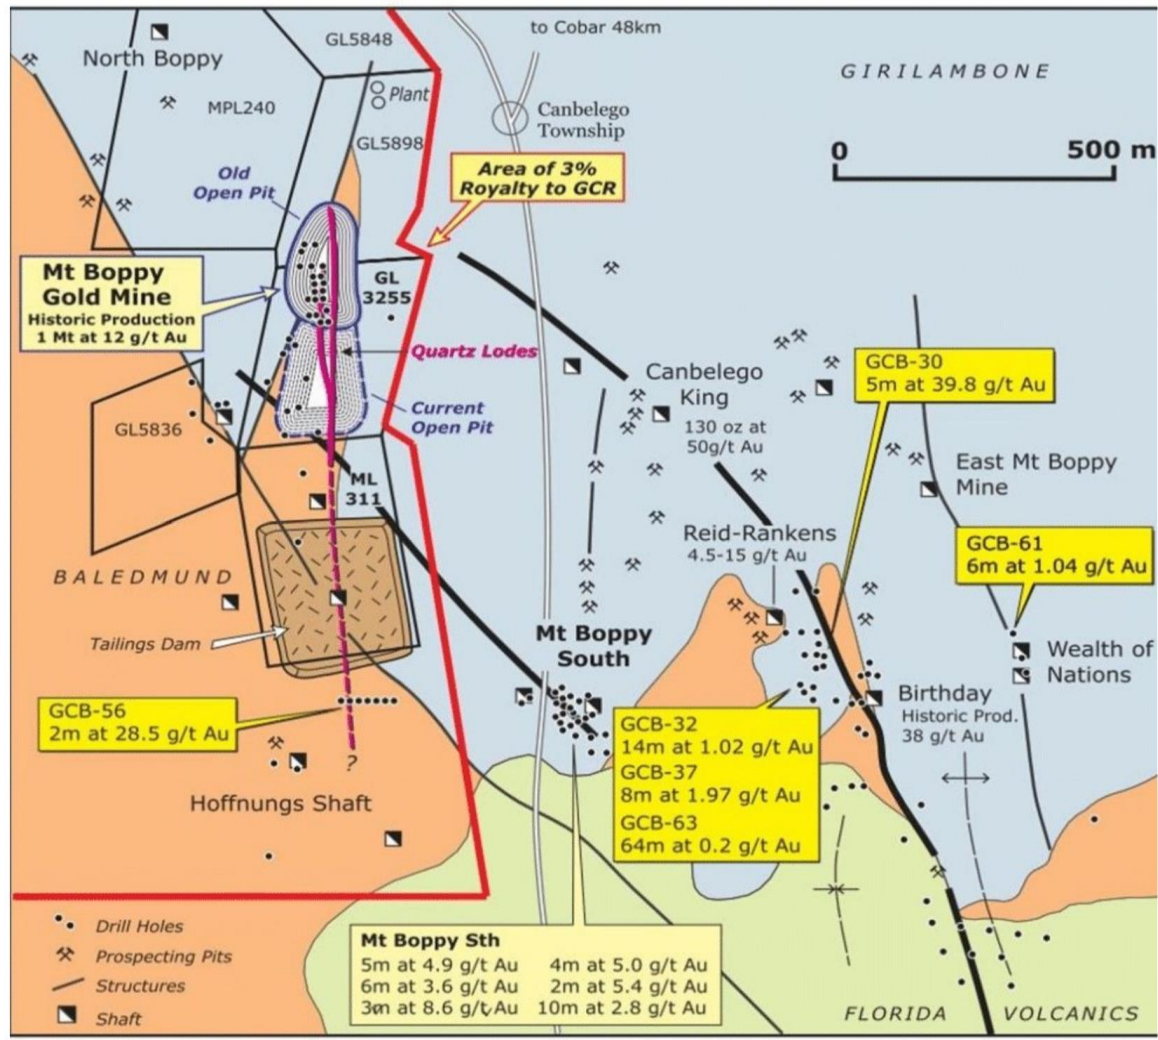 to Cobar 48km
GL5848
North Boppy
GIRILAMBONE
MPL240
Plant
Canbelego
Township
GL5898
0 500 m
Area of 3%
Royalty to GCR
Old
Open Pit
Mt Boppy
Gold Mine
Historic Production
1 Mt at 12 g/t Au
GL
3255
Quartz Lodes
Current
Open Pit
GL5836
Canbelego
King
130 oz at
50g/t Au
GCB-30
5m at 39.8 g/t Au
East Mt Boppy
Mine
ML
311
Reid-Rankens
4.5-15 g/t Au
GCB-61
6m at 1.04 g/t Au
BALEDMUND
Tailings Dam
Mt Boppy
South
Wealth of
Nations
Birthday
Historic Prod.
38 g/t Au
GCB-56
2m at 28.5 g/t Au
GCB-32
14m at 1.02 g/t Au
GCB-37
8m at 1.97 g/t Au
GCB-63
64m at 0.2 g/t Au
?
Hoffnungs Shaft
Drill Holes
Prospecting Pits
Structures
Shaft
Mt Boppy Sth
5m at 4.9 g/t Au 4m at 5.0 g/t Au
6m at 3.6 g/t Au 2m at 5.4 g/t Au
3m at 8.6 g/t Au 10m at 2.8 g/t Au
FLORIDA VOLCANICS